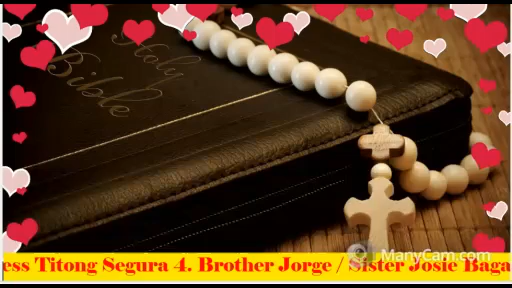 Holy
Bible
ManyCam.com
ess Titong Segura 4. Brother Jorge / Sister Josie Baga